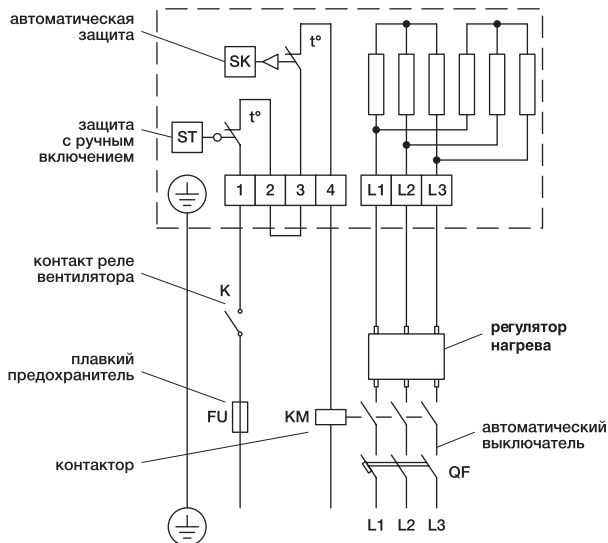 автоматическая
защита
SK
t°
защита
с ручным
включением
ST
t°
1 2 3 4 L1 L2 L3
контакт реле
вентилятора
K
регулятор
нагрева
плавкий
предохранитель
FU
KM
автоматический
выключатель
контактор
QF
L1 L2 L3